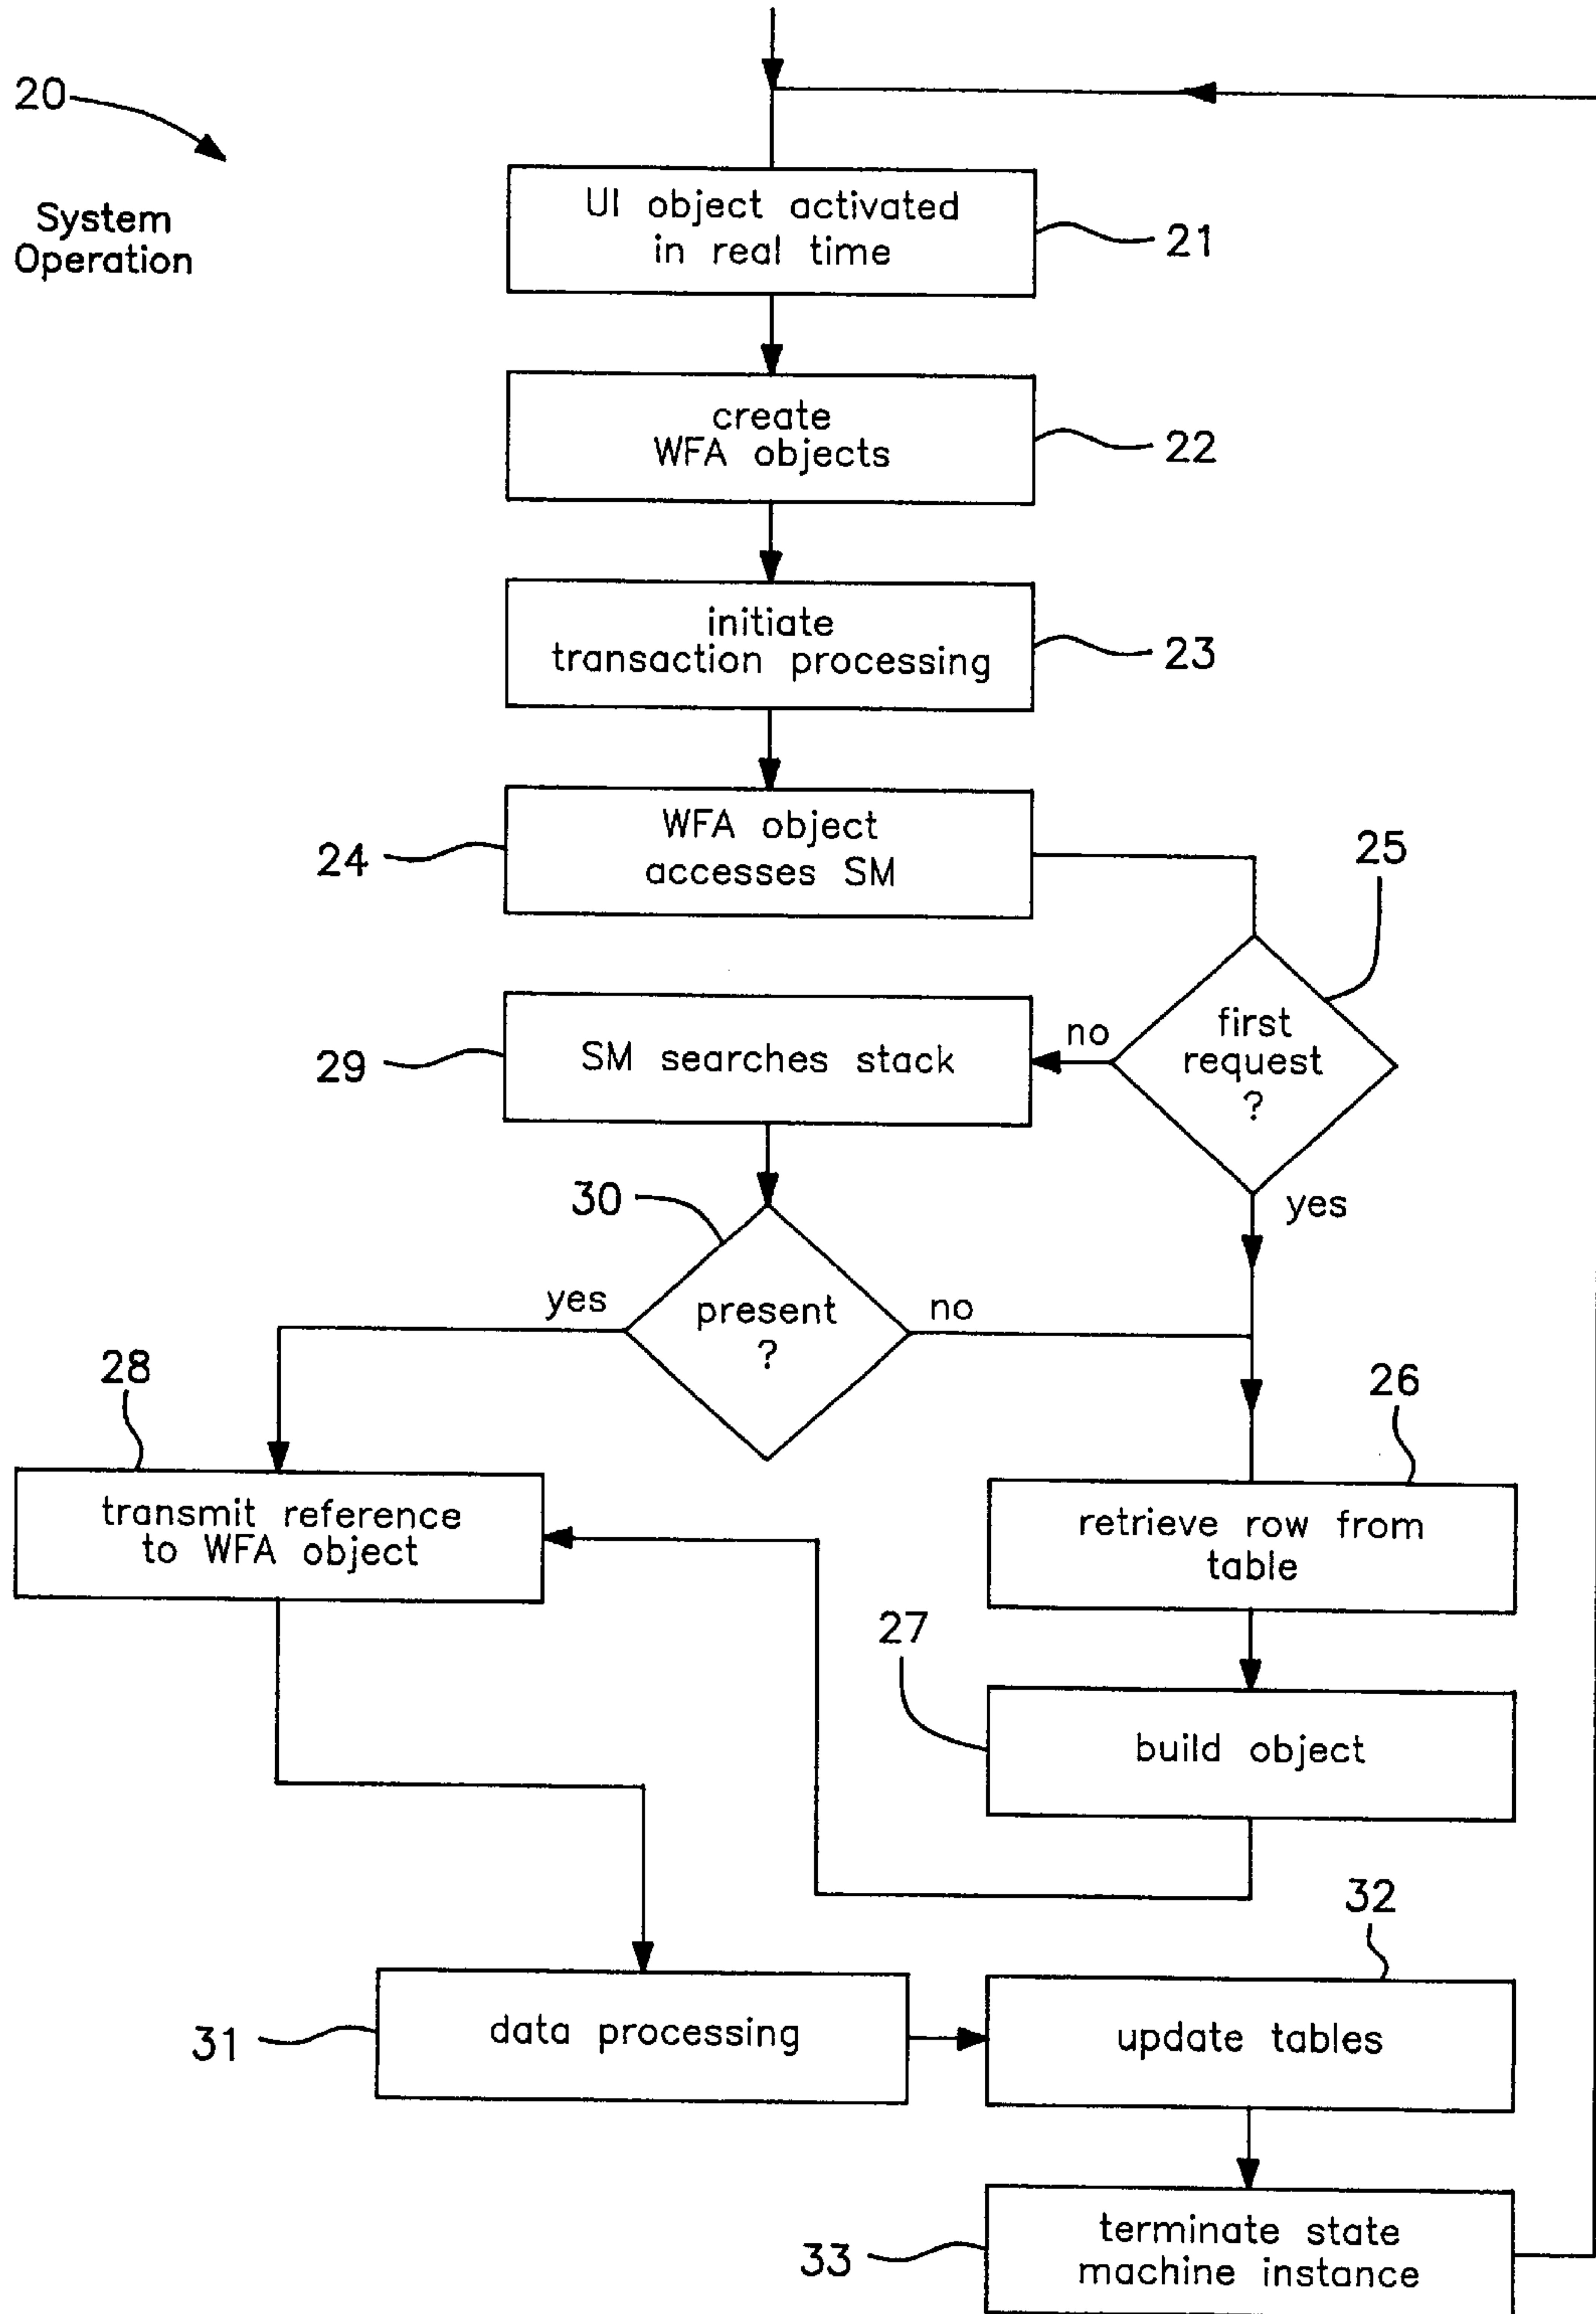 20
System
Operation
UI object activated
in real time
21
create
WFA objects
22
initiate
transaction processing
23
WFA object
accesses SM
24
25
first
request
?
no
yes
SM searches stack
29
30
present
?
yes
no
28
transmit reference
to WFA object
26
retrieve row from
table
27
build object
32
data processing
31
update tables
terminate state
machine instance
33